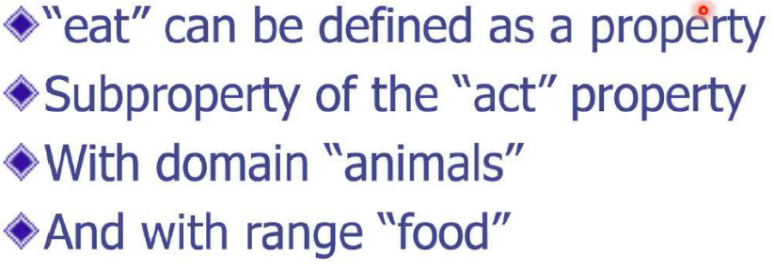 "eat" can be defined as a property
Subproperty of the "act" property
With domain "animals"
And with range "food"